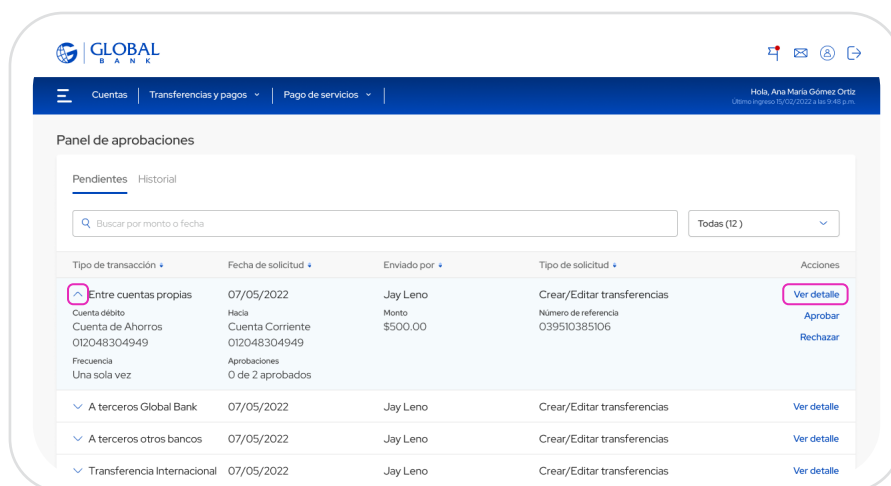 GLOBAL
BANK
Cuentas Transferencias y pagos Pago de servicios
Hola, Ana María Gómez Ortiz
Último ingreso 15/02/2022 a las 9:48 p.m.
Panel de aprobaciones
Pendientes Historial
Buscar por monto o fecha
Todas (12 )
Tipo de transacción Fecha de solicitud Enviado por Tipo de solicitud Acciones
Entre cuentas propias 07/05/2022 Jay Leno Crear/Editar transferencias Ver detalle
Cuenta débito Hacia Monto Número de referencia
Cuenta de Ahorros Cuenta Corriente $500.00 039510385106 Aprobar
012048304949 012048304949 Rechazar
Frecuencia Aprobaciones
Una sola vez 0 de 2 aprobados
A terceros Global Bank 07/05/2022 Jay Leno Crear/Editar transferencias Ver detalle
A terceros otros bancos 07/05/2022 Jay Leno Crear/Editar transferencias Ver detalle
Transferencia Internacional 07/05/2022 Jay Leno Crear/Editar transferencias Ver detalle